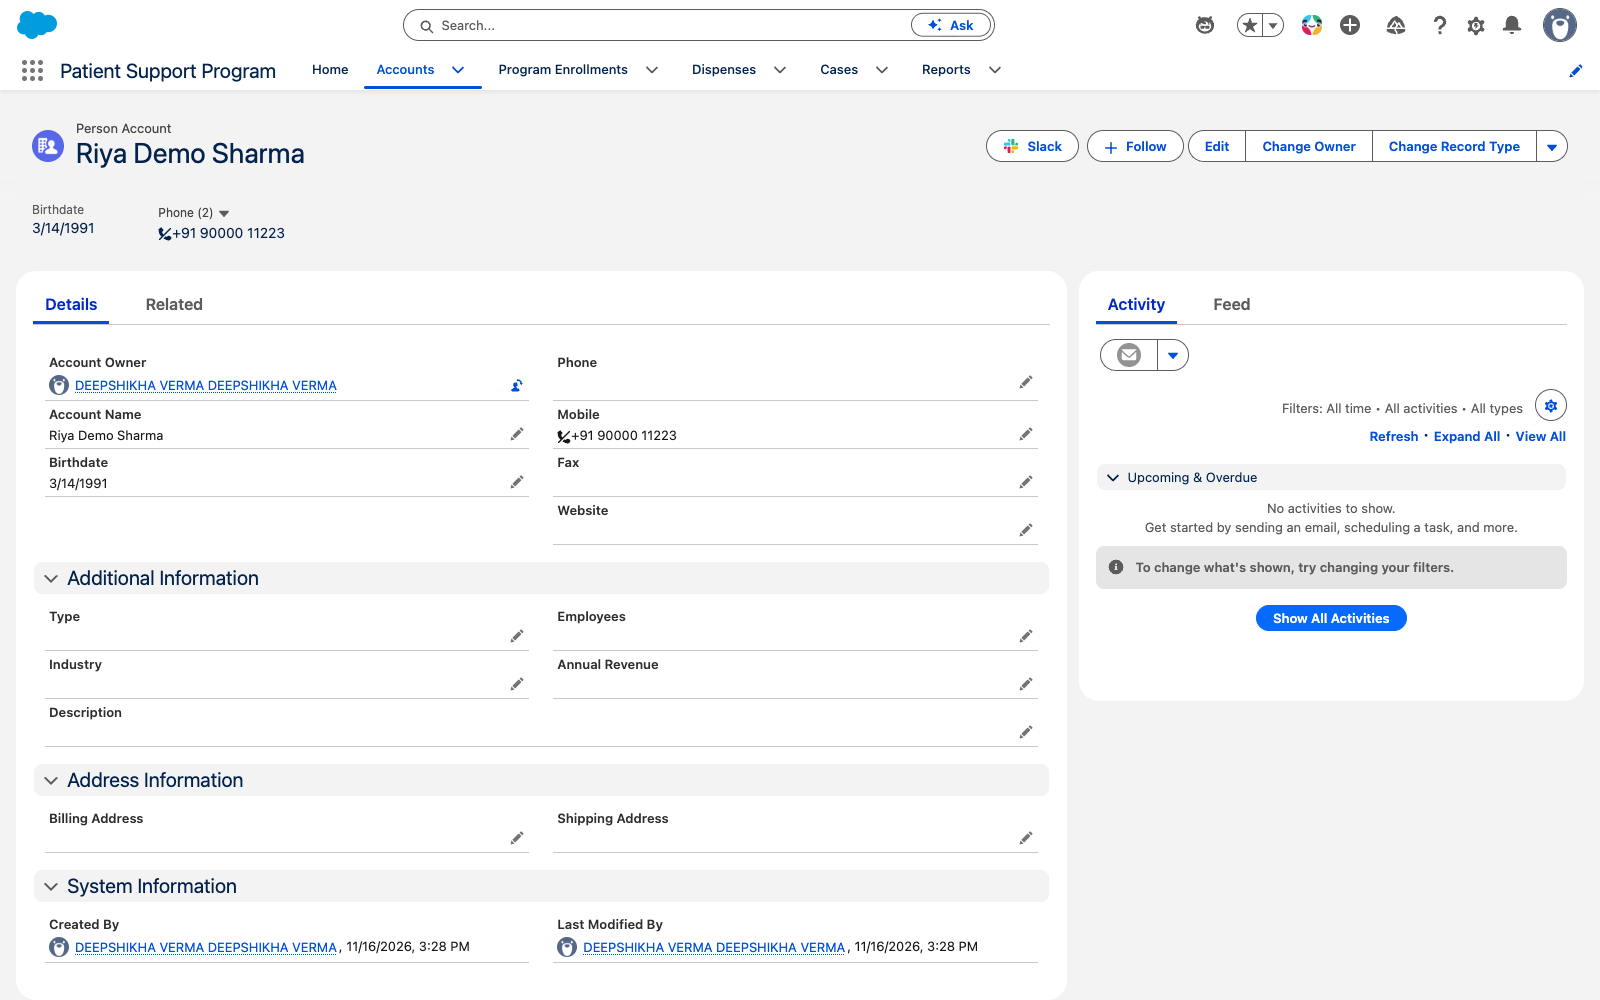 Search...
Ask
Patient Support Program
Home
Accounts
Program Enrollments
Dispenses
Cases
Reports
Person Account
Riya Demo Sharma
Slack
Follow
Edit
Change Owner
Change Record Type
Birthdate
3/14/1991
Phone (2)
+91 90000 11223
Details
Related
Account Owner
DEEPSHIKHA VERMA DEEPSHIKHA VERMA
Phone
Account Name
Riya Demo Sharma
Mobile
+91 90000 11223
Birthdate
3/14/1991
Fax
Website
Additional Information
Type
Employees
Industry
Annual Revenue
Description
Address Information
Billing Address
Shipping Address
System Information
Created By
DEEPSHIKHA VERMA DEEPSHIKHA VERMA, 11/16/2026, 3:28 PM
Last Modified By
DEEPSHIKHA VERMA DEEPSHIKHA VERMA, 11/16/2026, 3:28 PM
Activity
Feed
Filters: All time • All activities • All types
Refresh • Expand All • View All
Upcoming & Overdue
No activities to show.
Get started by sending an email, scheduling a task, and more.
To change what's shown, try changing your filters.
Show All Activities